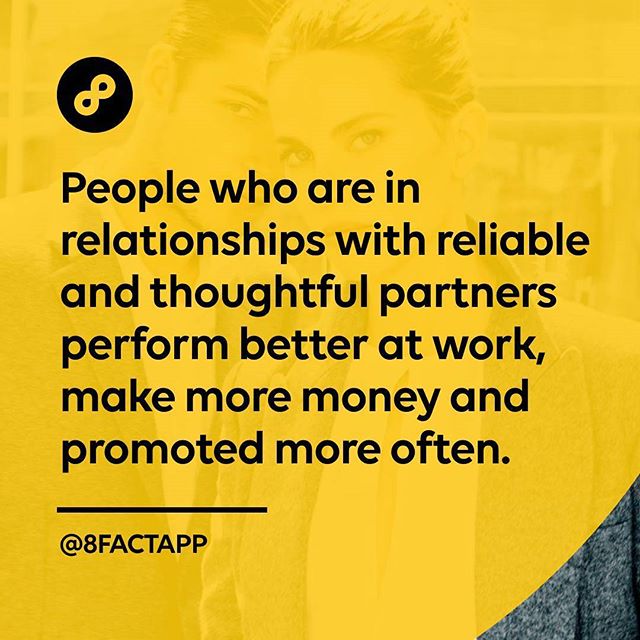 People who are in
relationships with reliable
and thoughtful partners
perform better at work,
make more money and
promoted more often.
@8FACTAPP